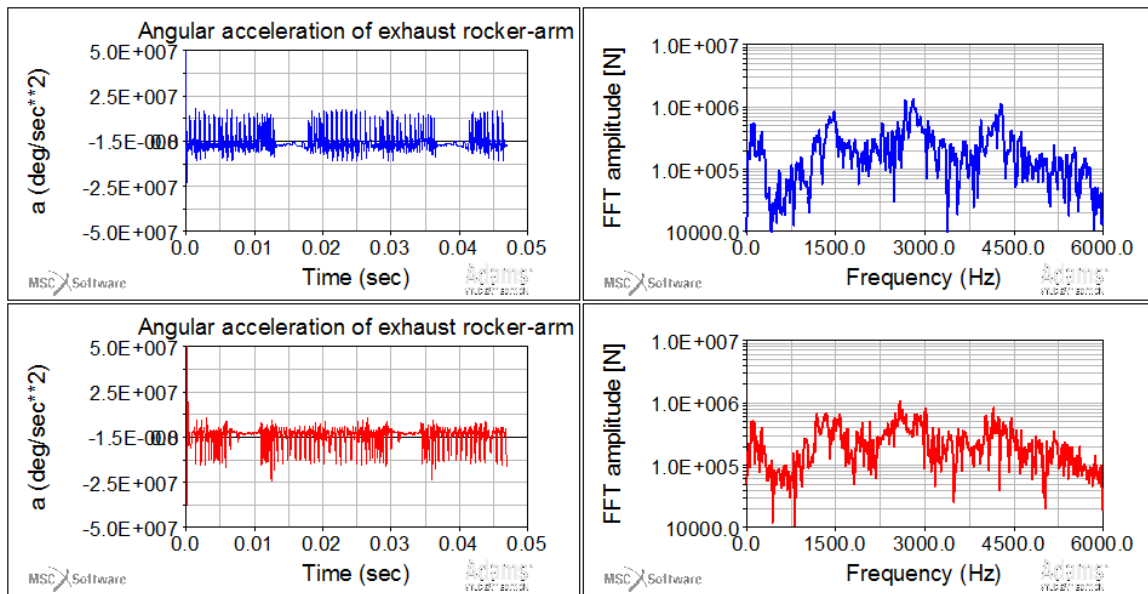 Angular acceleration of exhaust rocker-arm
a (deg/sec**2)
5.0E+007
2.5E+007
-2.5E+007
-5.0E+007
0.0 0.01 0.02 0.03 0.04 0.05
Time (sec)
MSC Software
Adams
FFT amplitude [N]
1.0E+007
1.0E+006
1.0E+005
10000.0
0.0 1500.0 3000.0 4500.0 6000.0
Frequency (Hz)
MSC Software
Adams
Angular acceleration of exhaust rocker-arm
a (deg/sec**2)
5.0E+007
2.5E+007
-2.5E+007
-5.0E+007
0.0 0.01 0.02 0.03 0.04 0.05
Time (sec)
MSC Software
Adams
FFT amplitude [N]
1.0E+007
1.0E+006
1.0E+005
10000.0
0.0 1500.0 3000.0 4500.0 6000.0
Frequency (Hz)
MSC Software
Adams